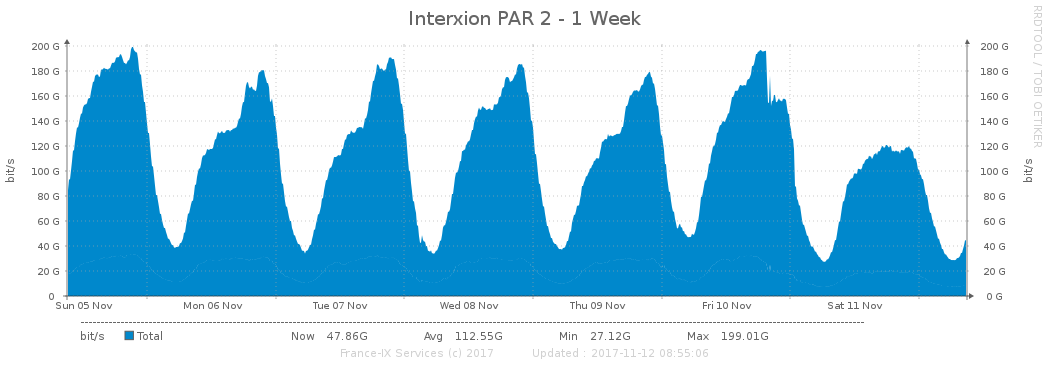 Interxion PAR 2 - 1 Week
RRDTOOL / TOBI OETIKER
bit/s
200 G
180 G
160 G
140 G
120 G
100 G
80 G
60 G
40 G
20 G
0
200 G
180 G
160 G
140 G
120 G
100 G
80 G
60 G
40 G
20 G
0 G
bit/s
Sun 05 Nov Mon 06 Nov Tue 07 Nov Wed 08 Nov Thu 09 Nov Fri 10 Nov Sat 11 Nov
bit/s Total Now 47.86G Avg 112.55G Min 27.12G Max 199.01G
France-IX Services (c) 2017 Updated : 2017-11-12 08:55:06